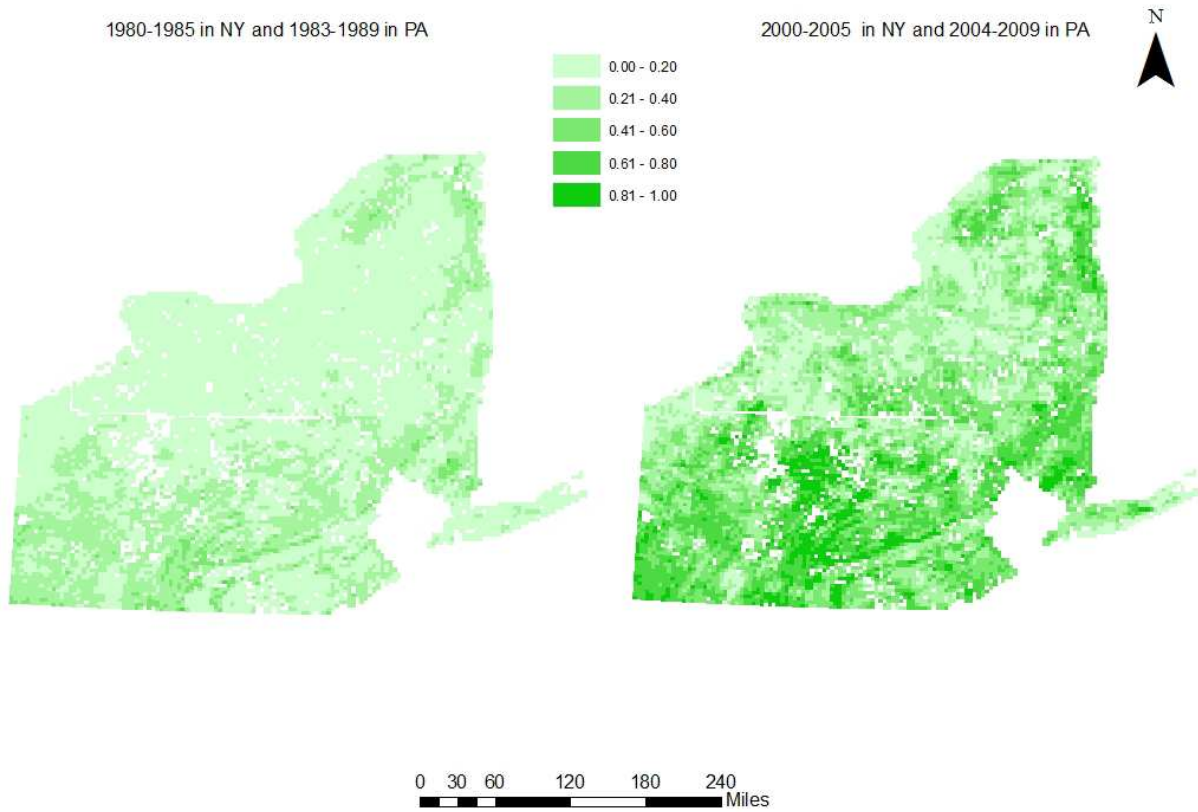 1980-1985 in NY and 1983-1989 in PA
2000-2005 in NY and 2004-2009 in PA
N
0.00 - 0.20
0.21 - 0.40
0.41 - 0.60
0.61 - 0.80
0.81 - 1.00
0 30 60 120 180 240
Miles